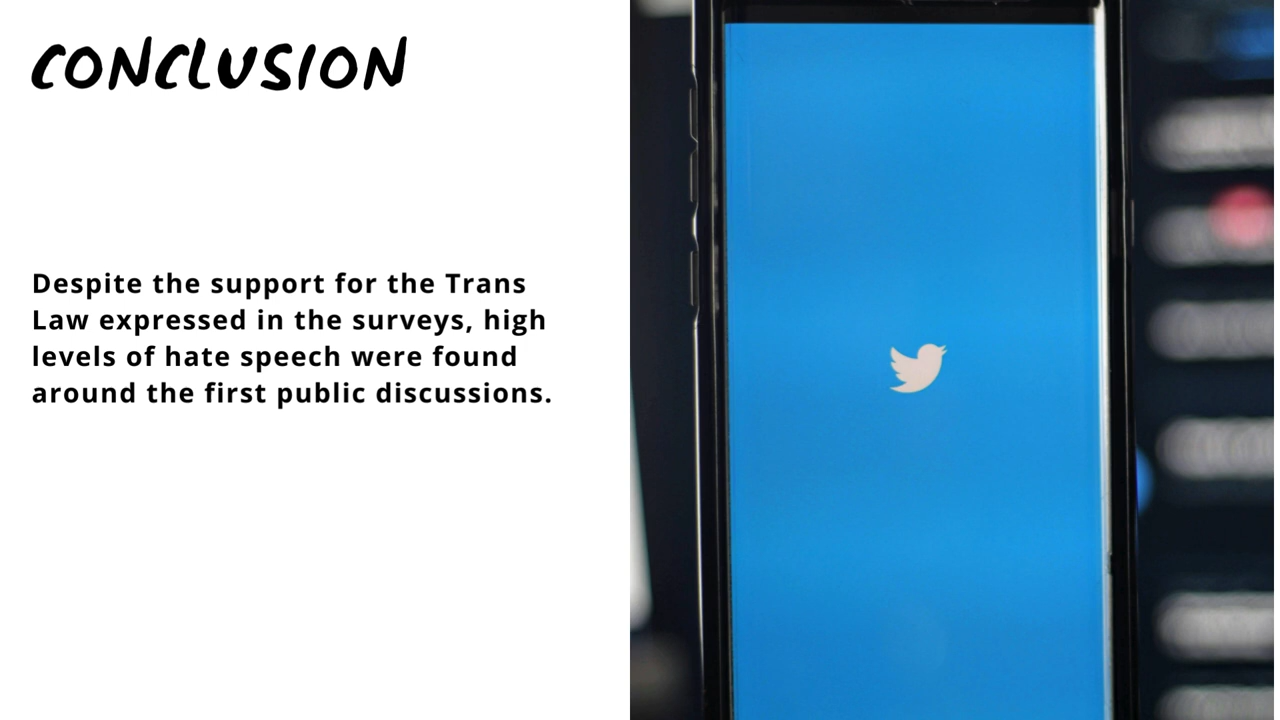 CONCLUSION
Despite the support for the Trans
Law expressed in the surveys, high
levels of hate speech were found
around the first public discussions.